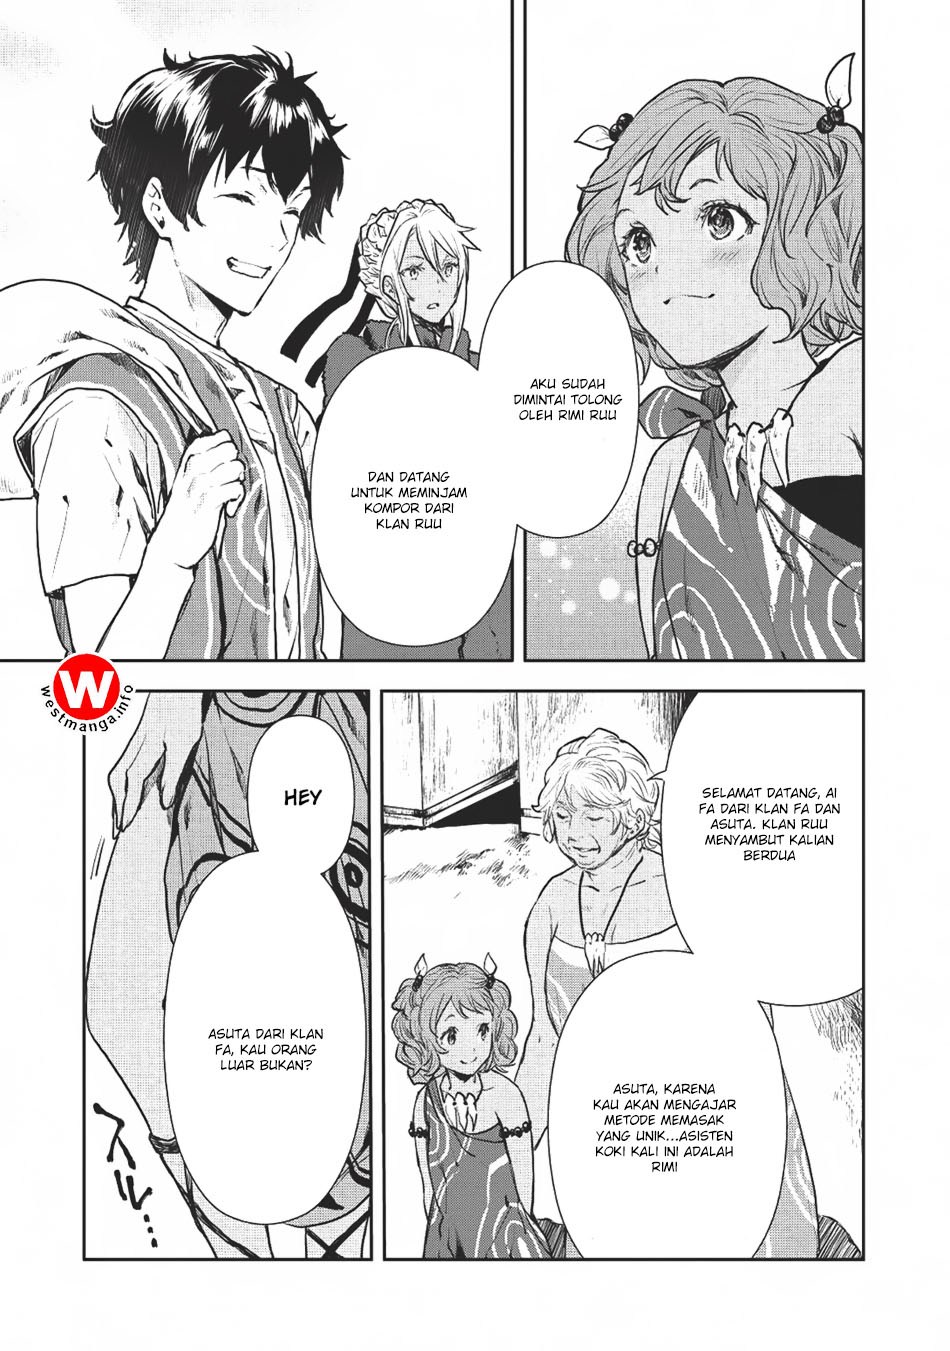 AKU SUDAH
DIMINTAI TOLONG
OLEH RIMI RUU
DAN DATANG
UNTUK MEMINJAM
KOMPOR DARI
KLAN RUU
W
westmanga.info
SELAMAT DATANG, AI
FA DARI KLAN FA DAN
ASUTA. KLAN RUU
MENYAMBUT KALIAN
BERDUA
ASUTA, KARENA
KAU AKAN MENGAJAR
METODE MEMASAK
YANG UNIK...ASISTEN
KOKI KALI INI ADALAH
RIMI
HEY
ASUTA DARI KLAN
FA, KAU ORANG
LUAR BUKAN?
スル…